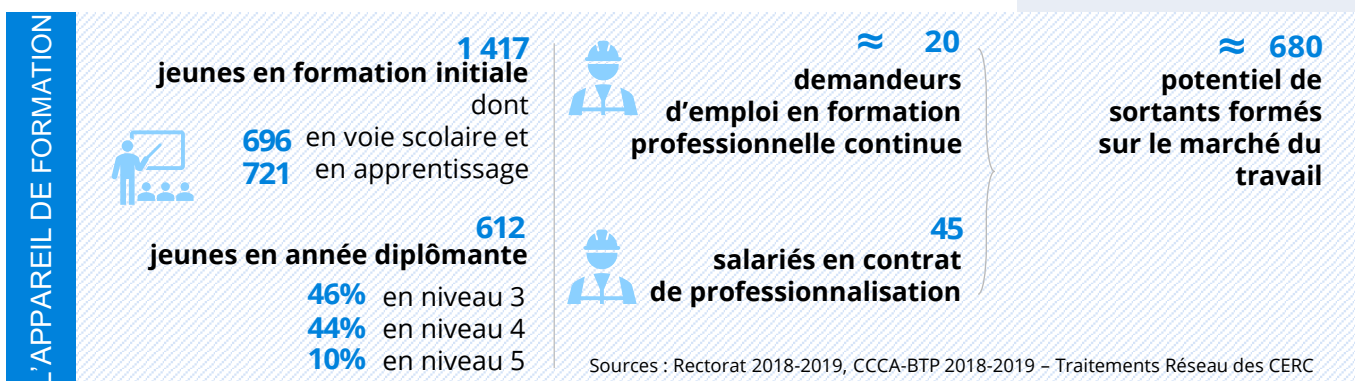 L'APPAREIL DE FORMATION
1 417
jeunes en formation initiale
dont
696 en voie scolaire et
721 en apprentissage
612
jeunes en année diplômante
46% en niveau 3
44% en niveau 4
10% en niveau 5
≈ 20
demandeurs
d'emploi en formation
professionnelle continue
45
salariés en contrat
de professionnalisation
≈ 680
potentiel de
sortants formés
sur le marché du
travail
Sources : Rectorat 2018-2019, CCCA-BTP 2018-2019 – Traitements Réseau des CERC